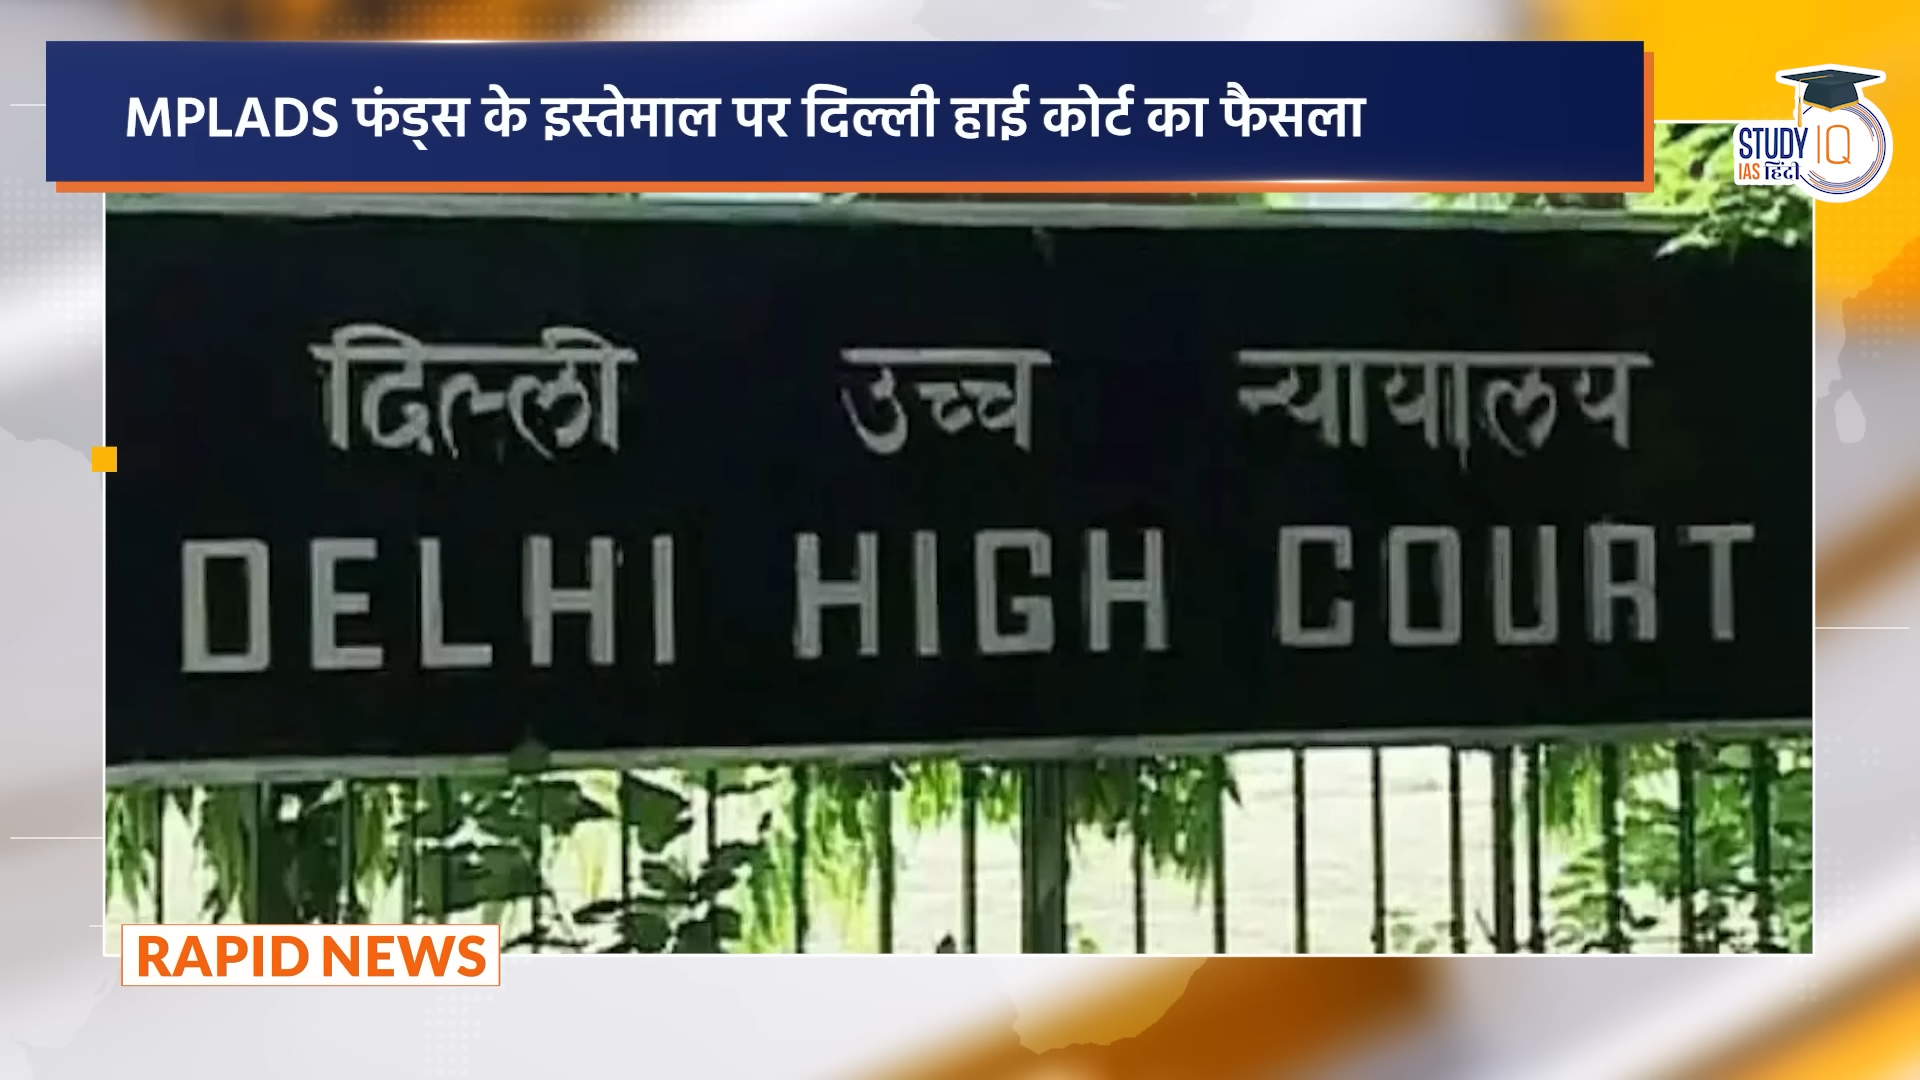 MPLADS फंड्स के इस्तेमाल पर दिल्ली हाई कोर्ट का फैसला
STUDY IQ
IAS हिंदी
दिल्ली उच्च न्यायालय
DELHI HIGH COURT
RAPID NEWS